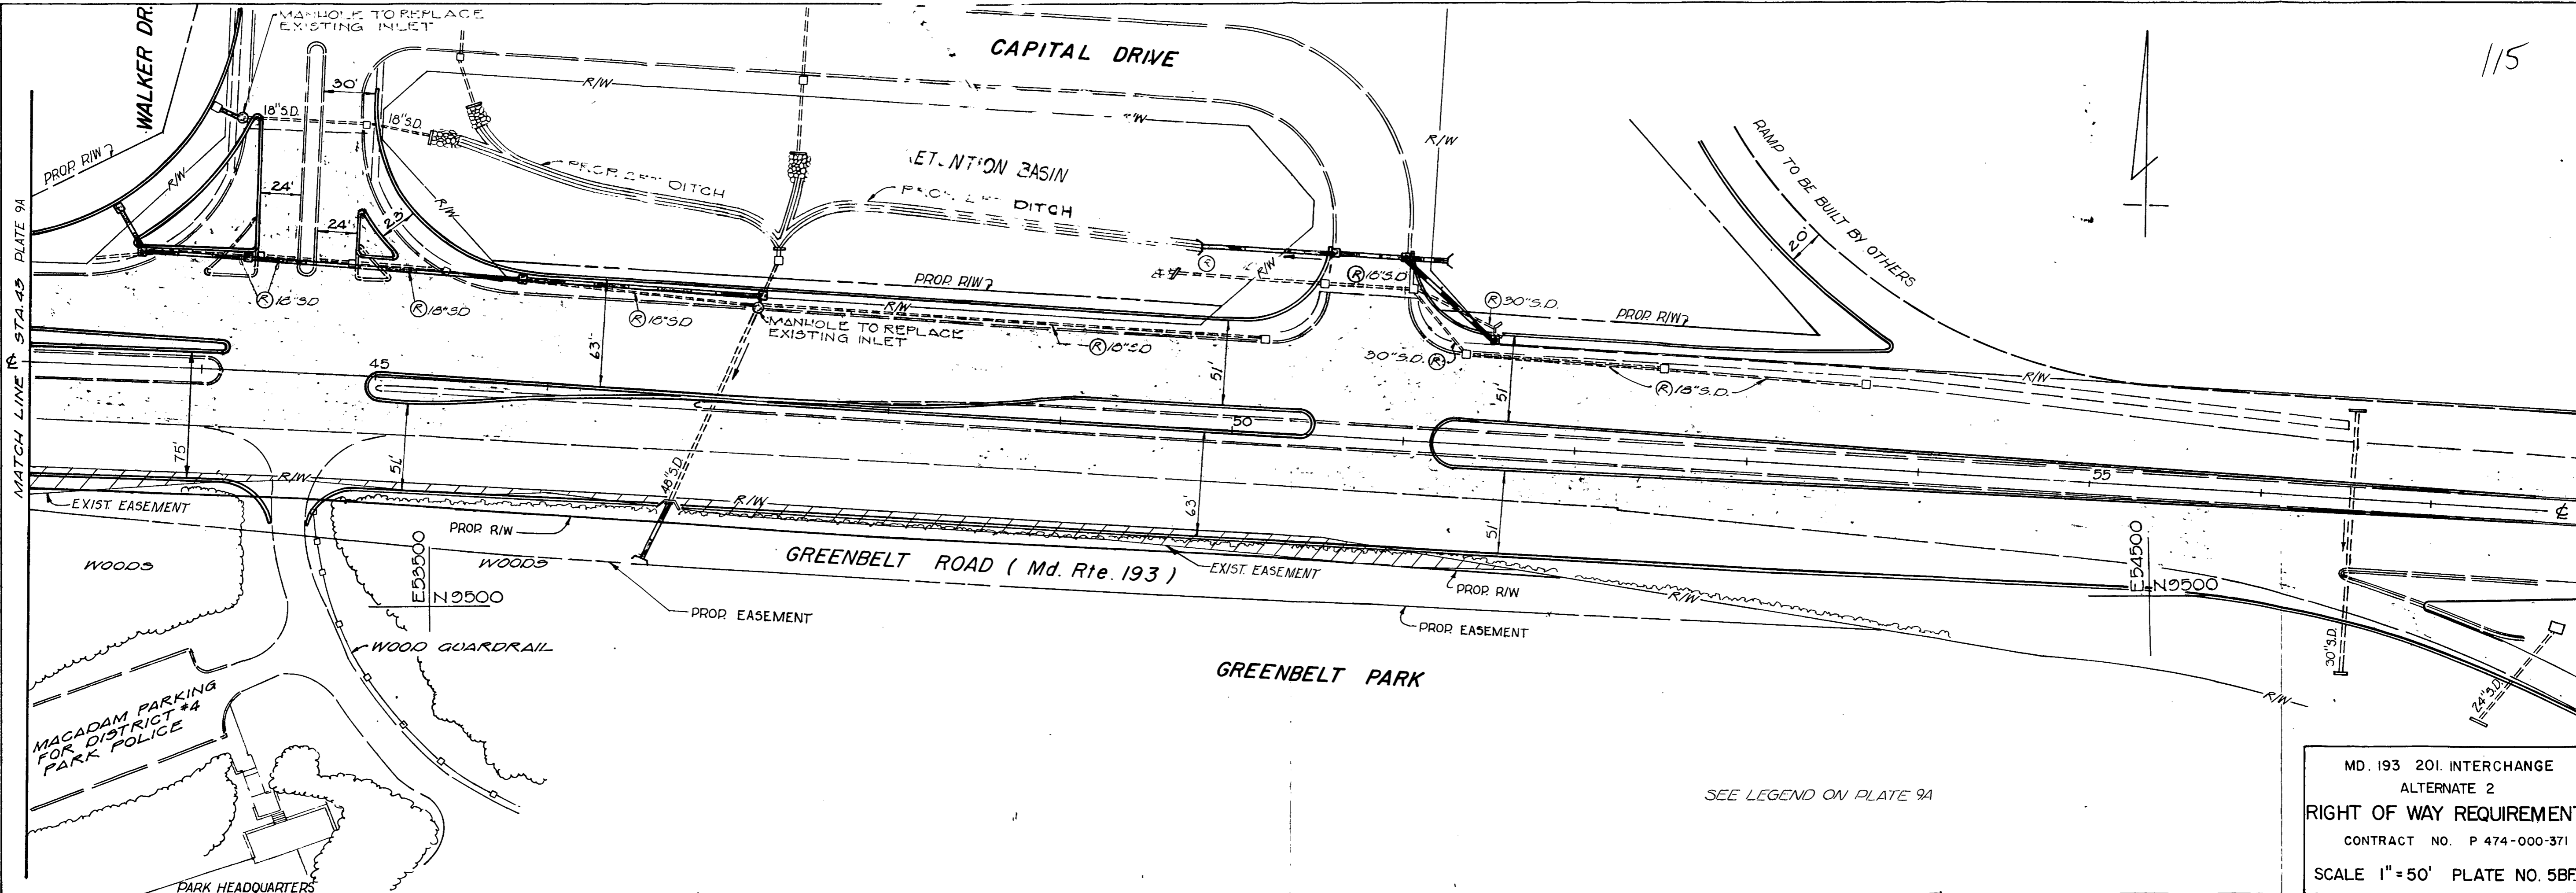 MANHOLE TO REPLACE
EXISTING INLET
WALKER DR.
CAPITAL DRIVE
115
30'
R/W
R/W
18"S.D.
18"S.D.
R/W
PROP. R/W
R/W
RAMP TO BE BUILT BY OTHERS
DITCH
BASIN
DITCH
24'
24'
23'
R/W
20'
PROP. R/W
R/W
Ⓡ 18"S.D
Ⓡ 30"S.D.
PROP. R/W
Ⓡ 18"S.D
Ⓡ 18"S.D
Ⓡ 18"S.D
R/W
MANHOLE TO REPLACE
EXISTING INLET
Ⓡ 18"S.D
30"S.D. Ⓡ
Ⓡ 18"S.D.
R/W
MATCH LINE ℄ STA. 43 PLATE 9A
63'
51'
51'
45
50
55
℄
75'
51'
63'
51'
48"S.D.
R/W
R/W
EXIST. EASEMENT
PROP. R/W
WOODS
WOODS
GREENBELT ROAD ( Md. Rte. 193 )
EXIST. EASEMENT
PROP. R/W
R/W
E53500
N9500
E54500
N9500
PROP. EASEMENT
PROP. EASEMENT
WOOD GUARDRAIL
GREENBELT PARK
30"S.D.
24"S.D.
R/W
MACADAM PARKING
FOR DISTRICT #4
PARK POLICE
PARK HEADQUARTERS
SEE LEGEND ON PLATE 9A
MD. 193 201. INTERCHANGE
ALTERNATE 2
RIGHT OF WAY REQUIREMENT
CONTRACT NO. P 474-000-371
SCALE 1"=50' PLATE NO.